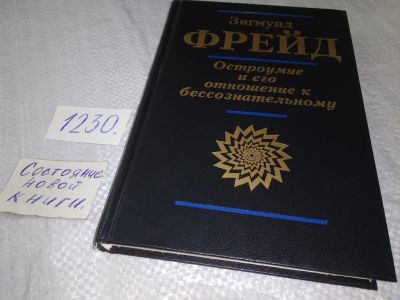 Зигмунд
ФРЕЙД
Остроумие
и его
отношение к
бессознательному
1230.
Состояние
новой
книги.